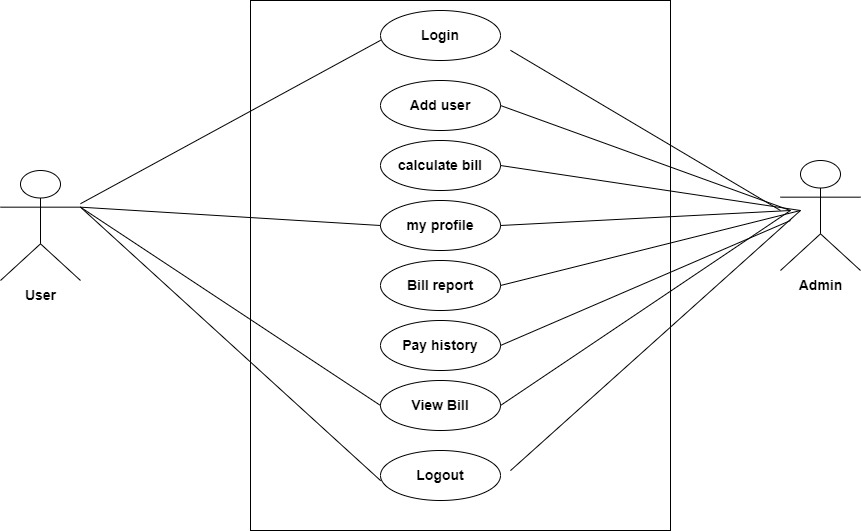 Login
Add user
calculate bill
my profile
Bill report
Pay history
View Bill
Logout
User
Admin